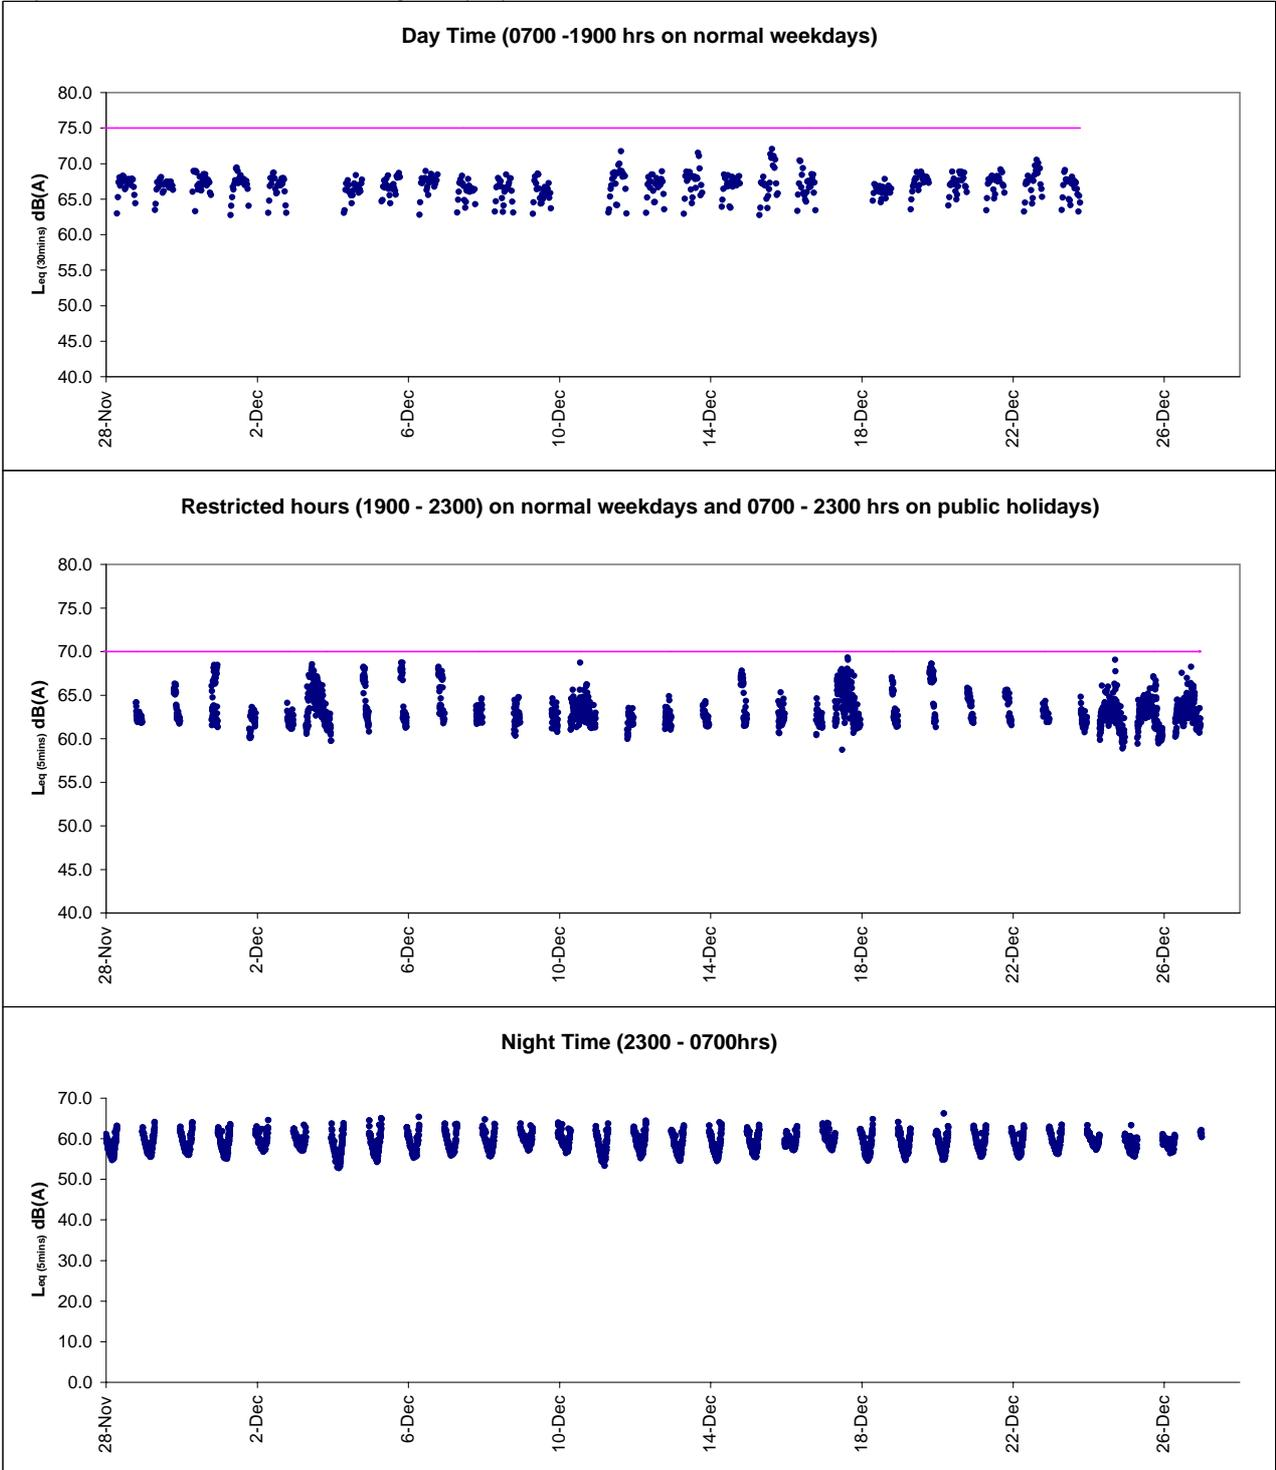 Day Time (0700 -1900 hrs on normal weekdays)
80.0
75.0
70.0
65.0
60.0
55.0
50.0
45.0
40.0
Leq (30mins) dB(A)
28-Nov
2-Dec
6-Dec
10-Dec
14-Dec
18-Dec
22-Dec
26-Dec
Restricted hours (1900 - 2300) on normal weekdays and 0700 - 2300 hrs on public holidays)
80.0
75.0
70.0
65.0
60.0
55.0
50.0
45.0
40.0
Leq (5mins) dB(A)
28-Nov
2-Dec
6-Dec
10-Dec
14-Dec
18-Dec
22-Dec
26-Dec
Night Time (2300 - 0700hrs)
70.0
60.0
50.0
40.0
30.0
20.0
10.0
0.0
Leq (5mins) dB(A)
28-Nov
2-Dec
6-Dec
10-Dec
14-Dec
18-Dec
22-Dec
26-Dec